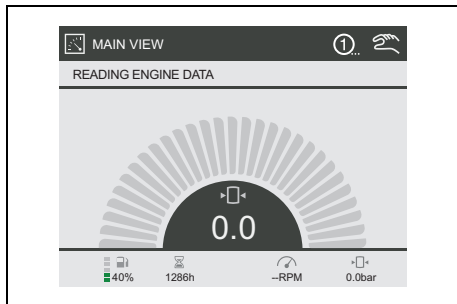 MAIN VIEW
1...
READING ENGINE DATA
0.0
40% 1286h --RPM 0.0bar